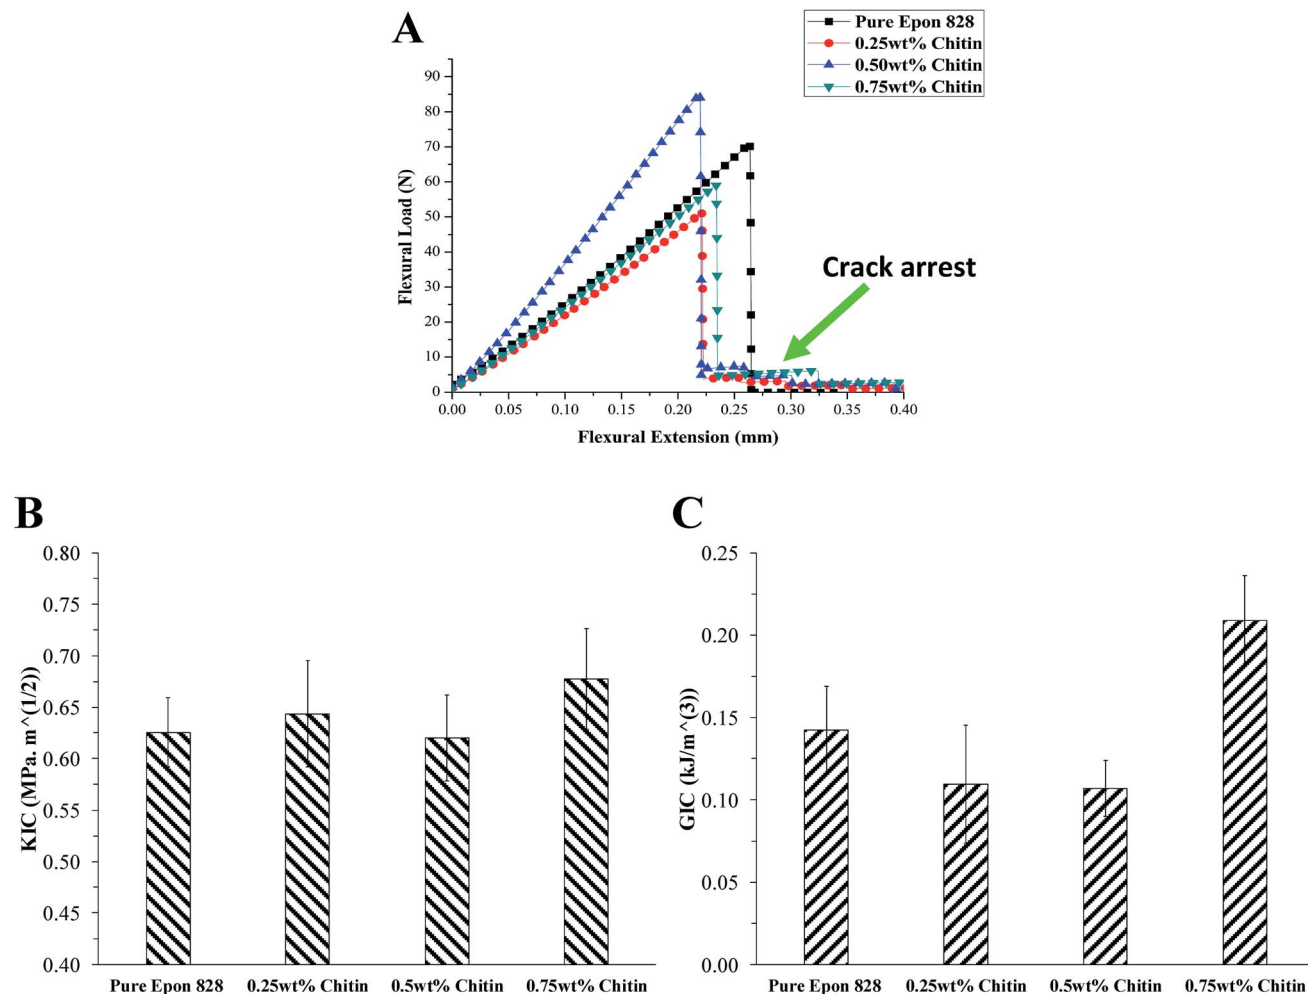 A
Pure Epon 828
0.25wt% Chitin
0.50wt% Chitin
0.75wt% Chitin
90
80
70
60
50
40
30
20
10
0
Flexural Load (N)
Crack arrest
0.00 0.05 0.10 0.15 0.20 0.25 0.30 0.35 0.40
Flexural Extension (mm)
B
0.80
0.75
0.70
0.65
0.60
0.55
0.50
0.45
0.40
KIC (MPa. m^(1/2))
Pure Epon 828 0.25wt% Chitin 0.5wt% Chitin 0.75wt% Chitin
C
0.25
0.20
0.15
0.10
0.05
0.00
GIC (kJ/m^(3))
Pure Epon 828 0.25wt% Chitin 0.5wt% Chitin 0.75wt% Chitin